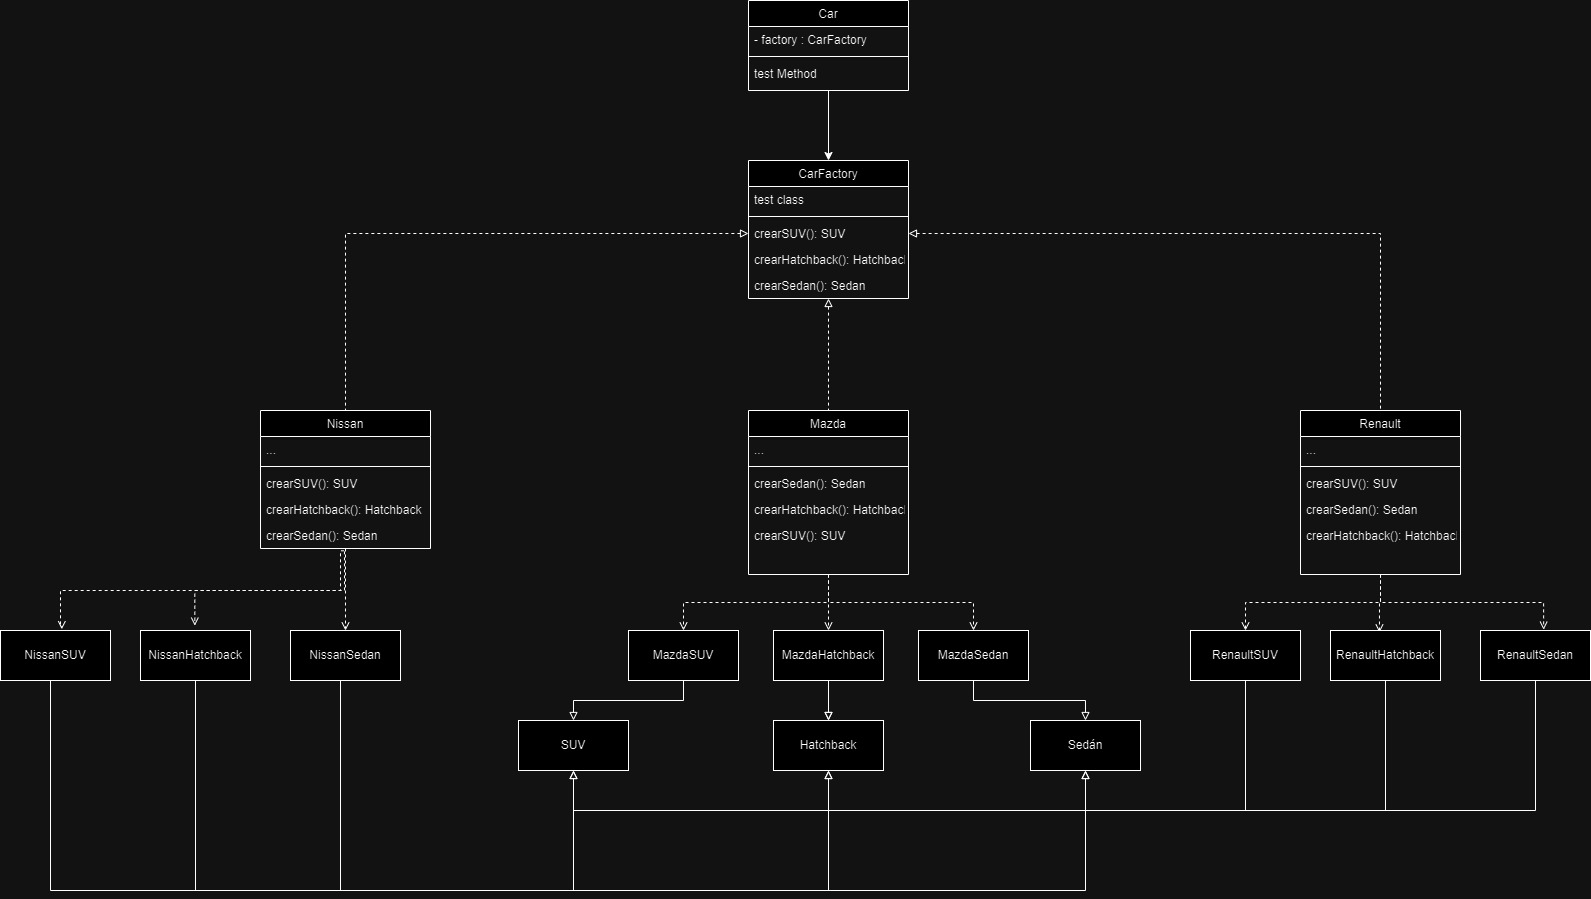 Car
- factory : CarFactory
test Method
CarFactory
test class
crearSUV(): SUV
crearHatchback(): Hatchbac
crearSedan(): Sedan
Nissan
...
crearSUV(): SUV
crearHatchback(): Hatchback
crearSedan(): Sedan
Mazda
...
crearSedan(): Sedan
crearHatchback(): Hatchbac
crearSUV(): SUV
Renault
...
crearSUV(): SUV
crearSedan(): Sedan
crearHatchback(): Hatchbac
NissanSUV
NissanHatchback
NissanSedan
MazdaSUV
MazdaHatchback
MazdaSedan
RenaultSUV
RenaultHatchback
RenaultSedan
SUV
Hatchback
Sedán